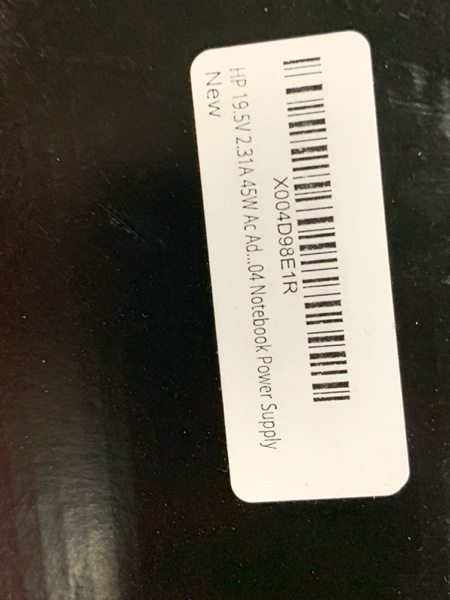 X004D98E1R
HP 19.5V 2.31A 45W Ac Ad...04 Notebook Power Supply
New